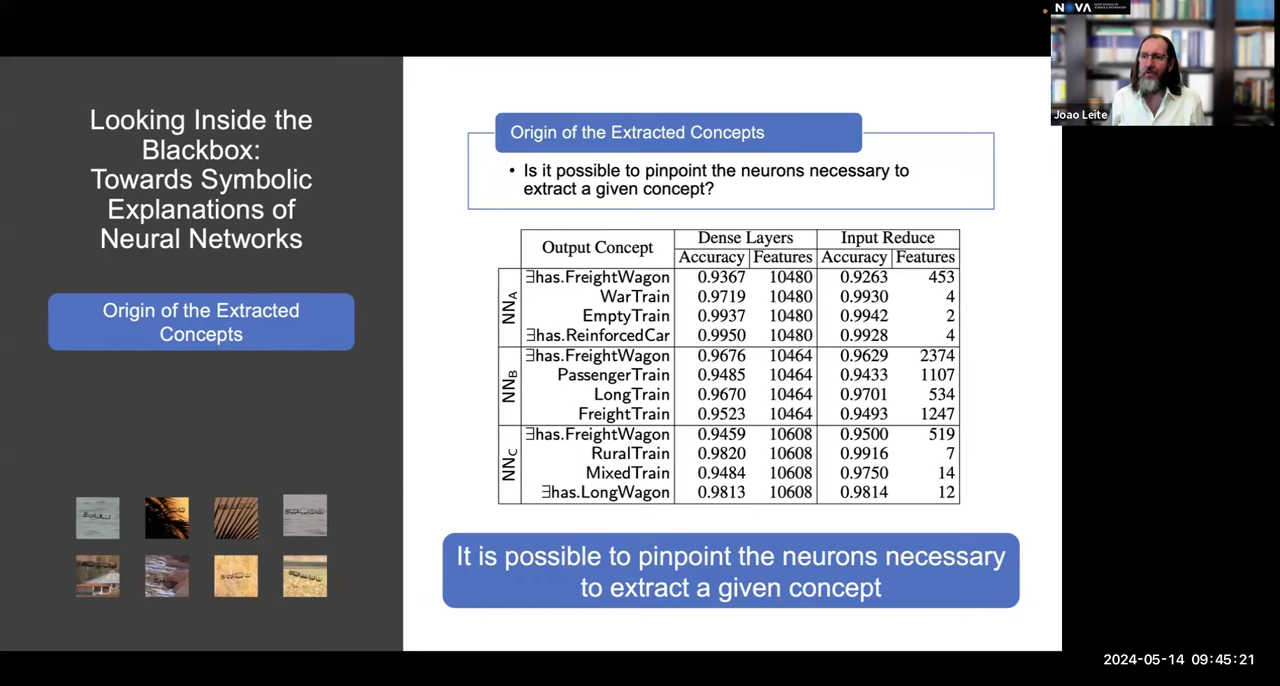 Looking Inside the
Blackbox:
Towards Symbolic
Explanations of
Neural Networks
Origin of the Extracted
Concepts
Origin of the Extracted Concepts
• Is it possible to pinpoint the neurons necessary to
extract a given concept?
Output Concept Dense Layers Input Reduce
Accuracy Features Accuracy Features
NNA
∃has.FreightWagon 0.9367 10480 0.9263 453
WarTrain 0.9719 10480 0.9930 4
EmptyTrain 0.9937 10480 0.9942 2
∃has.ReinforcedCar 0.9950 10480 0.9928 4
NNB
∃has.FreightWagon 0.9676 10464 0.9629 2374
PassengerTrain 0.9485 10464 0.9433 1107
LongTrain 0.9670 10464 0.9701 534
FreightTrain 0.9523 10464 0.9493 1247
NNC
∃has.FreightWagon 0.9459 10608 0.9500 519
RuralTrain 0.9820 10608 0.9916 7
MixedTrain 0.9484 10608 0.9750 14
∃has.LongWagon 0.9813 10608 0.9814 12
It is possible to pinpoint the neurons necessary
to extract a given concept
NOVA
Joao Leite
2024-05-14 09:45:21